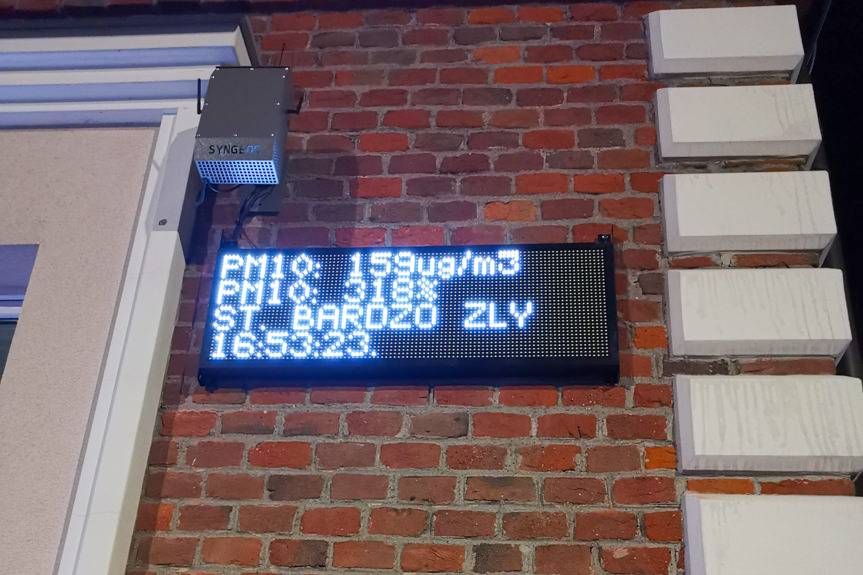 SYNGEOS
PM10: 159ug/m3
PM10: 318%
ST. BARDZO ZLY
16:53:23.